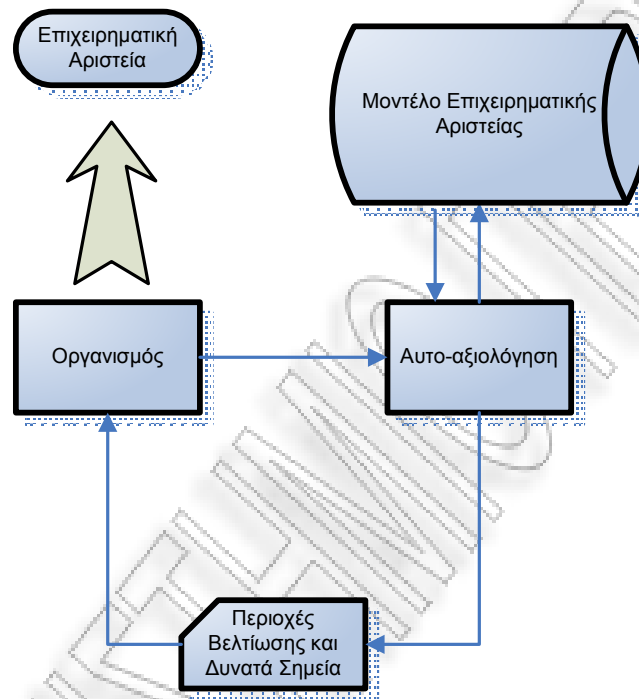 Επιχειρηματική
Αριστεία
Μοντέλο Επιχειρηματικής
Αριστείας
Οργανισμός
Αυτο-αξιολόγηση
Περιοχές
Βελτίωσης και
Δυνατά Σημεία